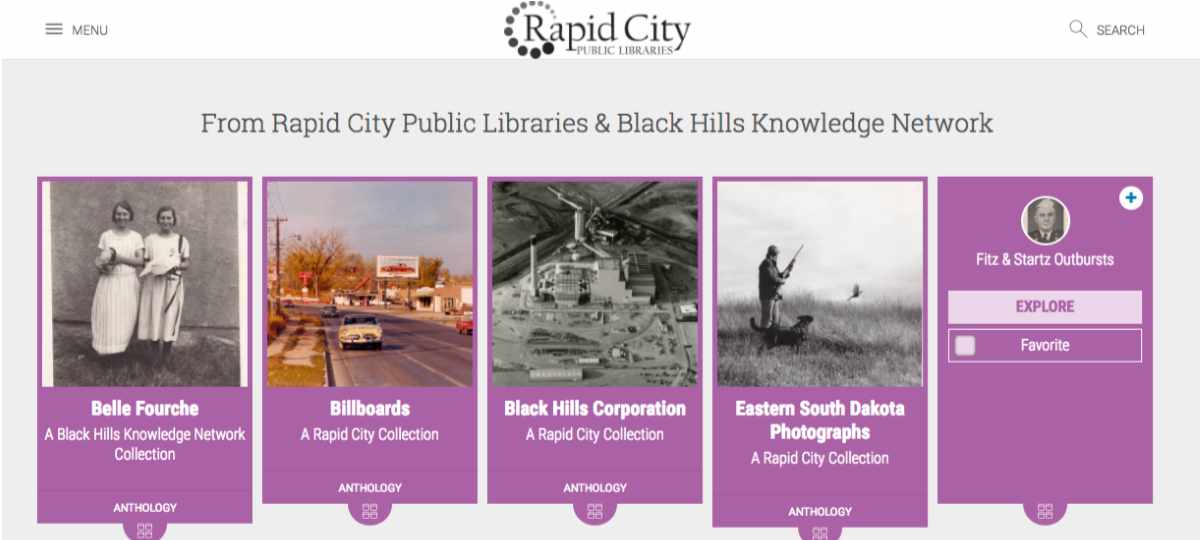 MENU
Rapid City
PUBLIC LIBRARIES
SEARCH
From Rapid City Public Libraries & Black Hills Knowledge Network
Belle Fourche
A Black Hills Knowledge Network
Collection
ANTHOLOGY
Billboards
A Rapid City Collection
ANTHOLOGY
Black Hills Corporation
A Rapid City Collection
ANTHOLOGY
Eastern South Dakota
Photographs
A Rapid City Collection
ANTHOLOGY
Fitz & Startz Outbursts
EXPLORE
Favorite